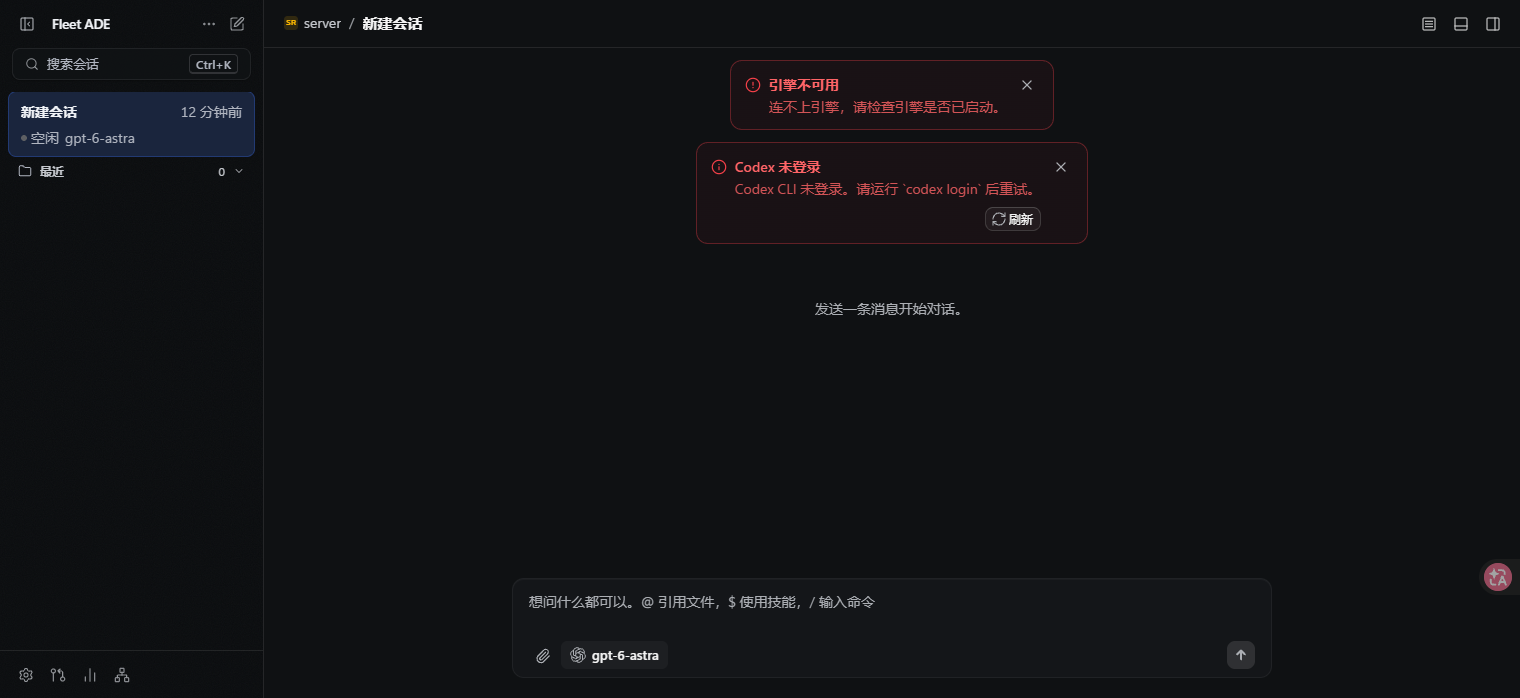 Fleet ADE
搜索会话 Ctrl+K
新建会话 12 分钟前
空闲 gpt-6-astra
最近 0
SR server / 新建会话
引擎不可用
连不上引擎，请检查引擎是否已启动。
Codex 未登录
Codex CLI 未登录。请运行 `codex login` 后重试。
刷新
发送一条消息开始对话。
想问什么都可以。@ 引用文件，$ 使用技能，/ 输入命令
gpt-6-astra